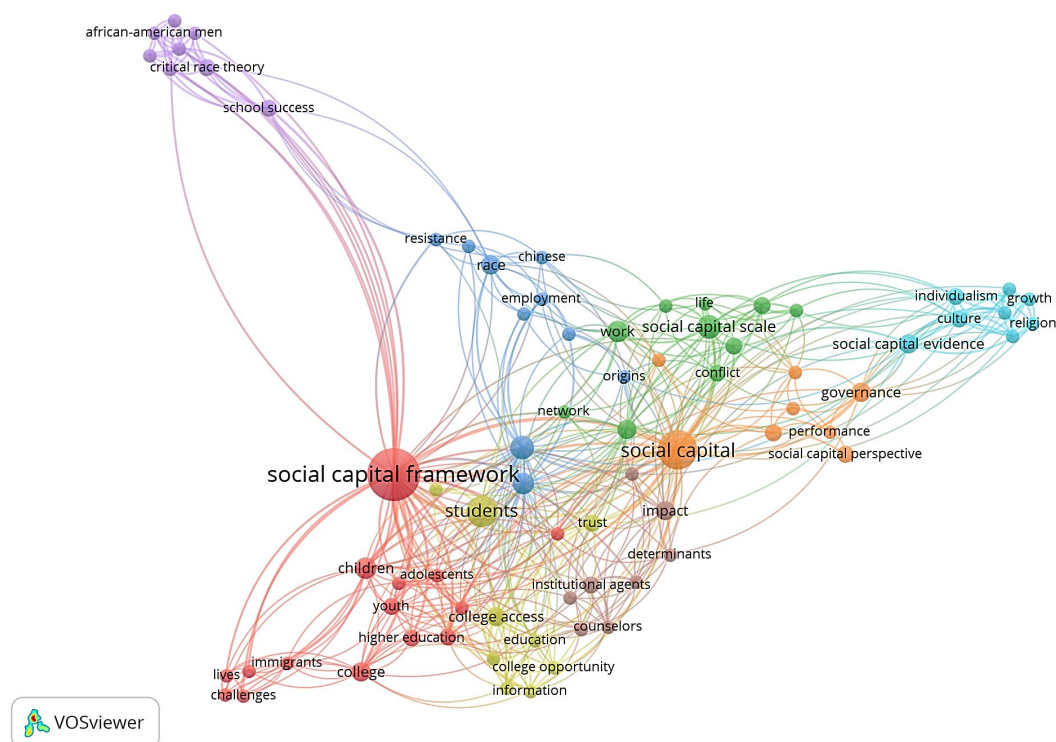 african-american men
critical race theory
school success
resistance
chinese
race
employment
life
individualism
growth
culture
religion
work
social capital scale
social capital evidence
origins
conflict
governance
network
performance
social capital
social capital perspective
social capital framework
students
impact
trust
determinants
children
adolescents
institutional agents
youth
college access
counselors
higher education
education
immigrants
college opportunity
lives
college
challenges
information
VOSviewer